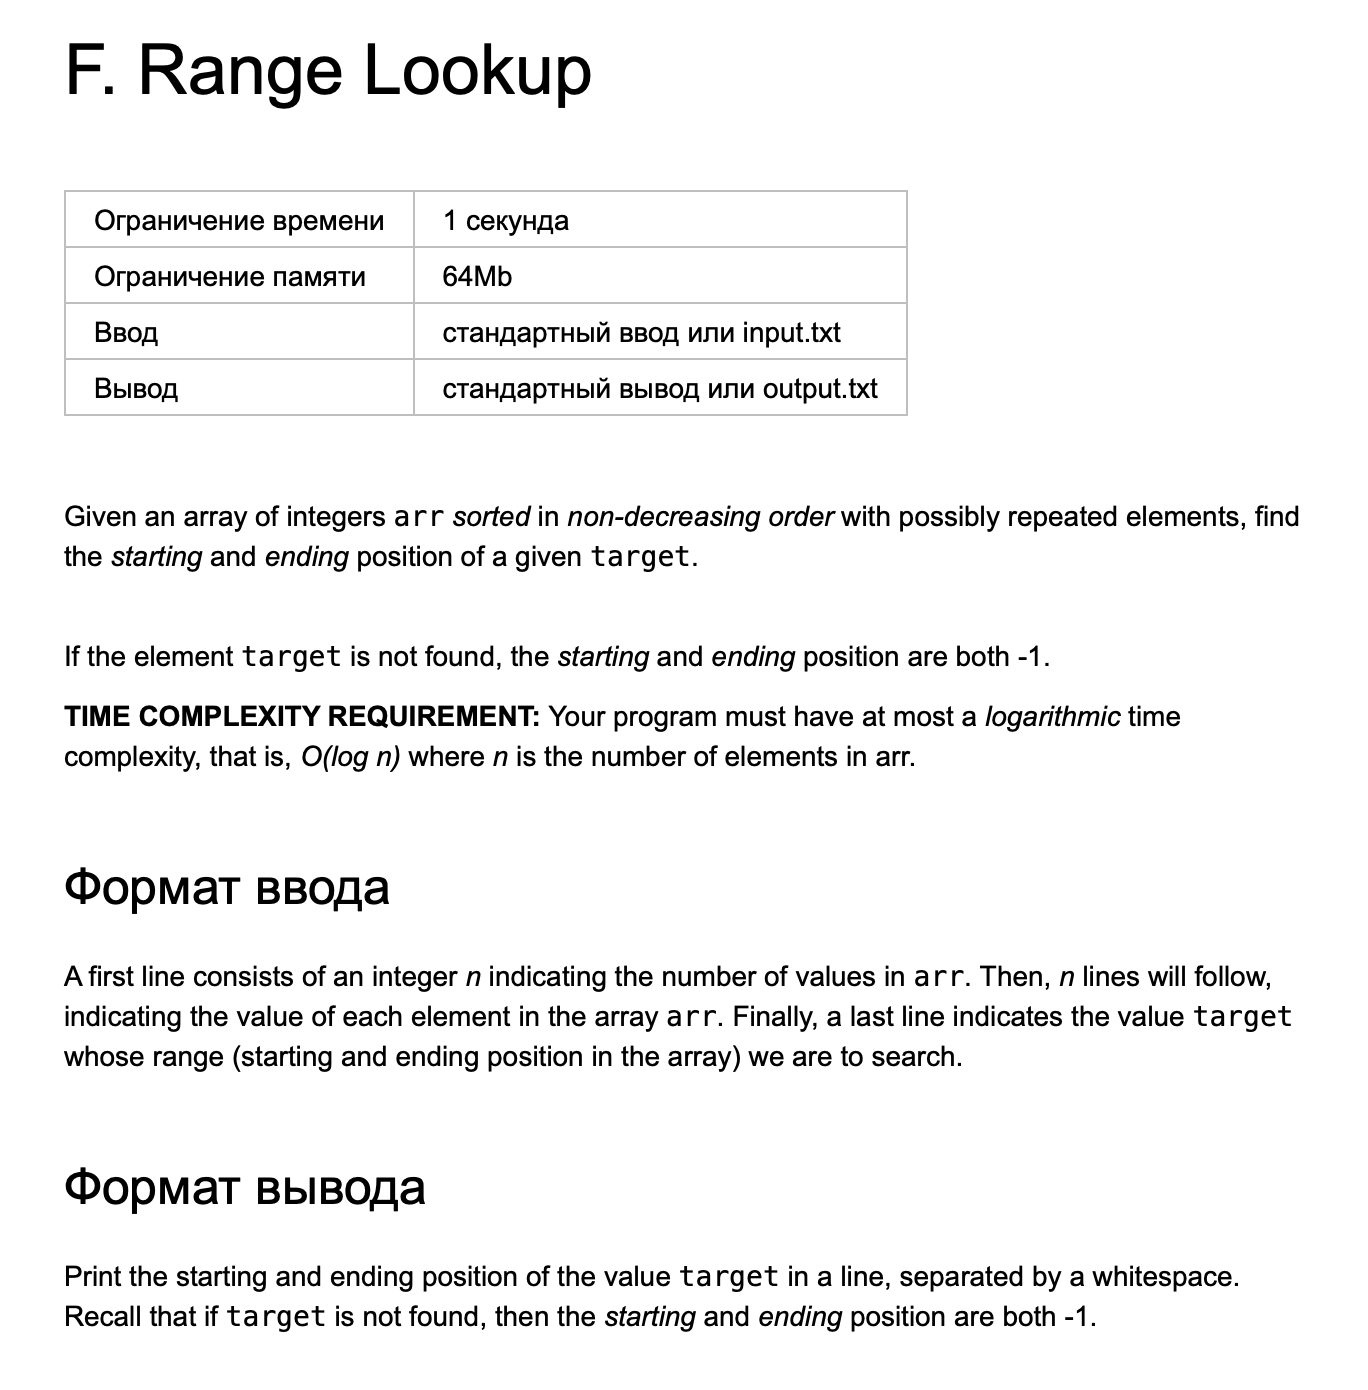 F. Range Lookup
Ограничение времени 1 секунда
Ограничение памяти 64Mb
Ввод стандартный ввод или input.txt
Вывод стандартный вывод или output.txt
Given an array of integers arr sorted in non-decreasing order with possibly repeated elements, find
the starting and ending position of a given target.
If the element target is not found, the starting and ending position are both -1.
TIME COMPLEXITY REQUIREMENT: Your program must have at most a logarithmic time
complexity, that is, O(log n) where n is the number of elements in arr.
Формат ввода
A first line consists of an integer n indicating the number of values in arr. Then, n lines will follow,
indicating the value of each element in the array arr. Finally, a last line indicates the value target
whose range (starting and ending position in the array) we are to search.
Формат вывода
Print the starting and ending position of the value target in a line, separated by a whitespace.
Recall that if target is not found, then the starting and ending position are both -1.